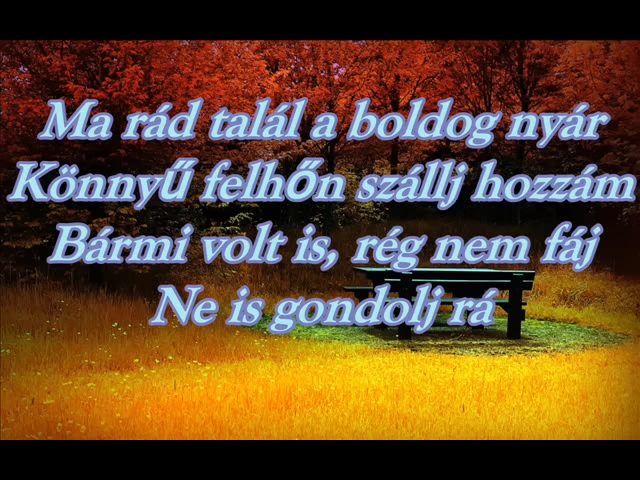 Ma rád talál a boldog nyár
Könnyű felhőn szállj hozzám
Bármi volt is, rég nem fáj
Ne is gondolj rá